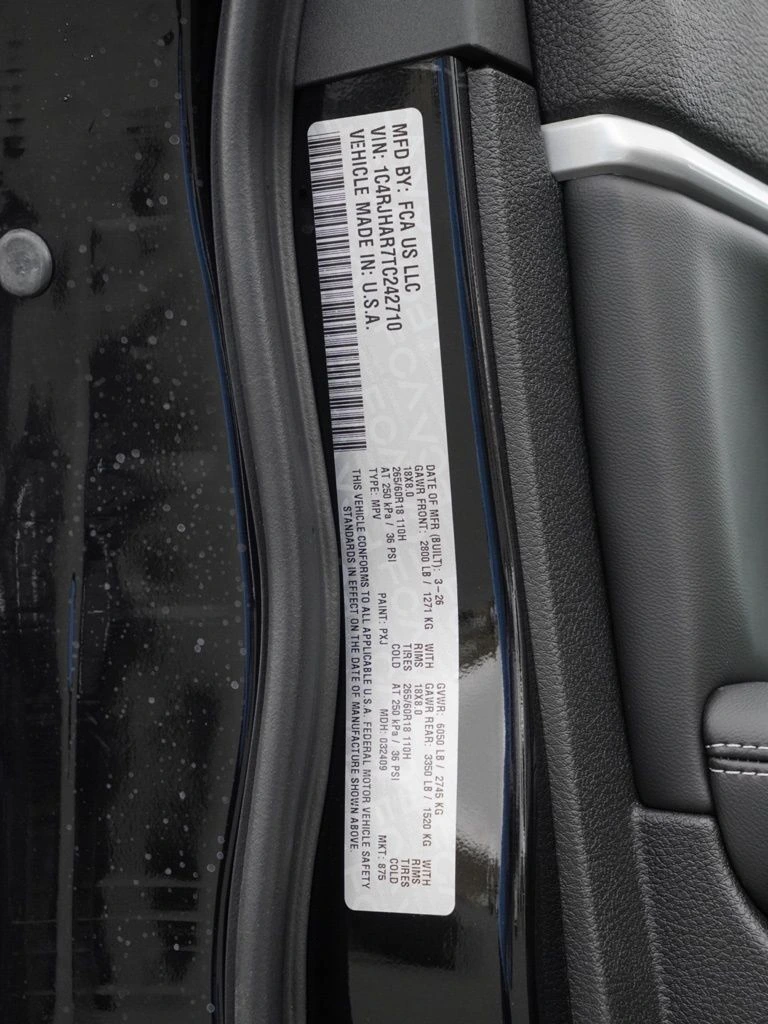 MFD BY: FCA US LLC
VIN: 1C4RJHAR7TC242710
VEHICLE MADE IN: U.S.A.
DATE OF MFR (BUILT): 3-26 GVWR: 6050 LB / 2745 KG
GAWR FRONT: 2800 LB / 1271 KG WITH GAWR REAR: 3350 LB / 1520 KG WITH
18X8.0 RIMS 18X8.0 RIMS
265/60R18 110H TIRES 265/60R18 110H TIRES
AT 250 kPa / 36 PSI COLD AT 250 kPa / 36 PSI COLD
TYPE: MPV PAINT: PXJ MDH: 032409 MKT: 875
THIS VEHICLE CONFORMS TO ALL APPLICABLE U.S.A. FEDERAL MOTOR VEHICLE SAFETY
STANDARDS IN EFFECT ON THE DATE OF MANUFACTURE SHOWN ABOVE.